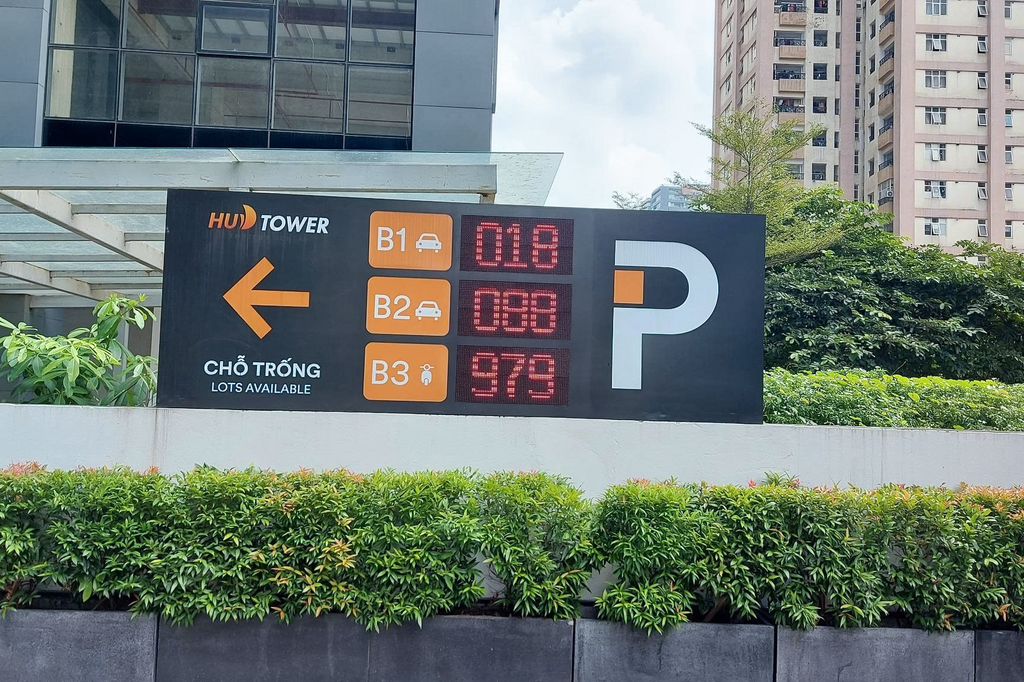 HUD TOWER
CHỖ TRỐNG
LOTS AVAILABLE
B1 018
B2 088
B3 979
P